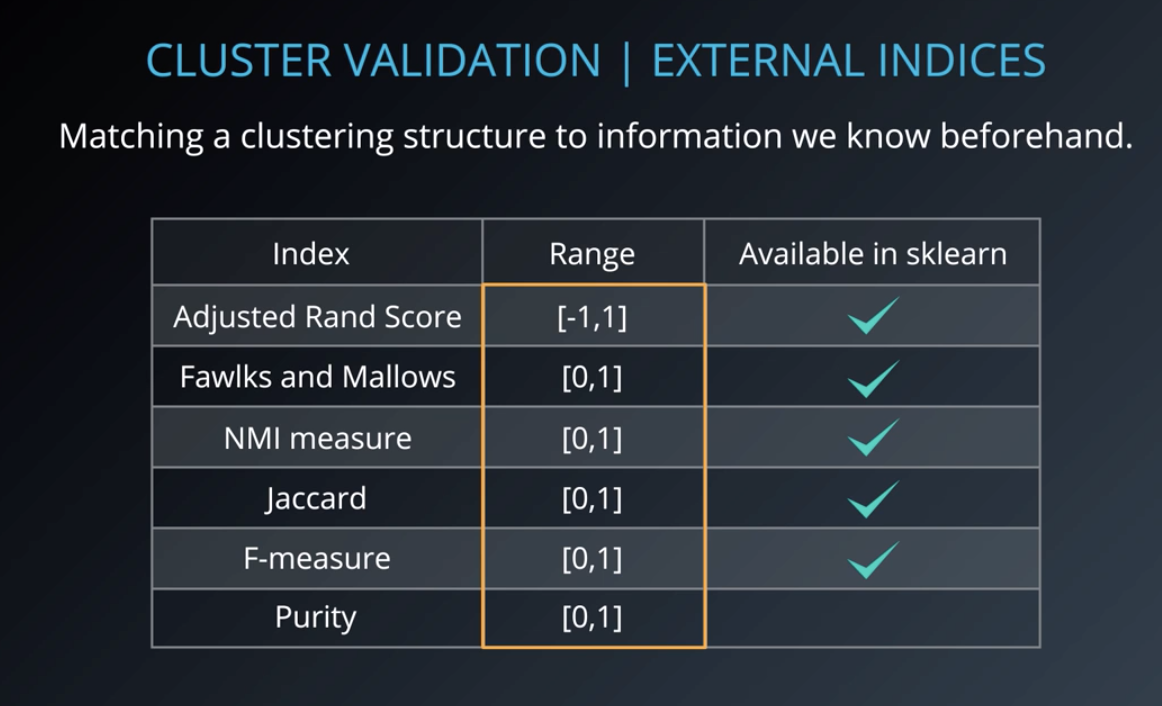 CLUSTER VALIDATION | EXTERNAL INDICES
Matching a clustering structure to information we know beforehand.
Index Range Available in sklearn
Adjusted Rand Score [-1,1]
Fawlks and Mallows [0,1]
NMI measure [0,1]
Jaccard [0,1]
F-measure [0,1]
Purity [0,1]